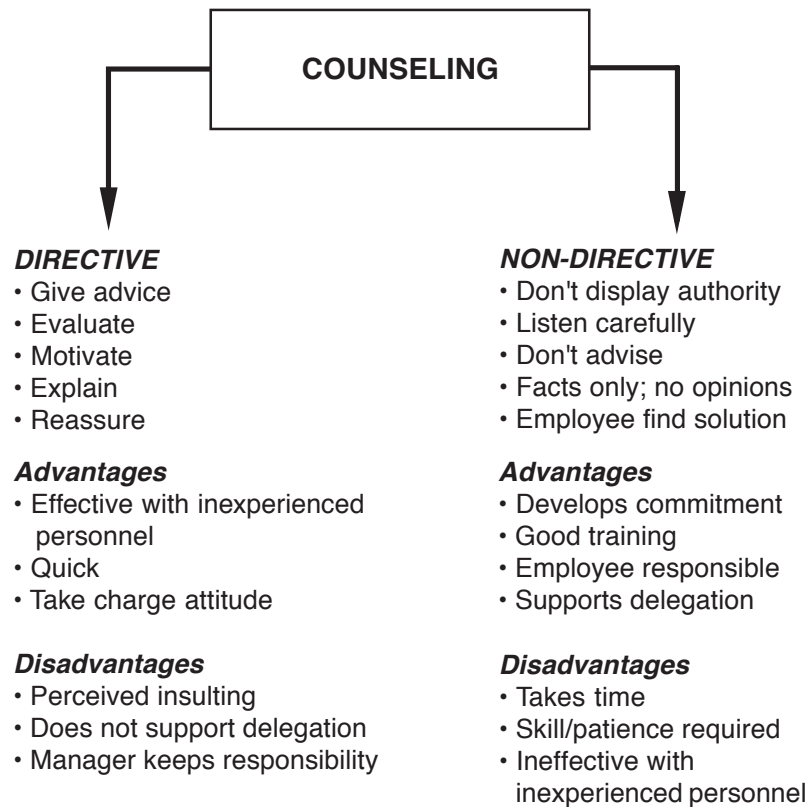 COUNSELING
DIRECTIVE
• Give advice
• Evaluate
• Motivate
• Explain
• Reassure
Advantages
• Effective with inexperienced
personnel
• Quick
• Take charge attitude
Disadvantages
• Perceived insulting
• Does not support delegation
• Manager keeps responsibility
NON-DIRECTIVE
• Don't display authority
• Listen carefully
• Don't advise
• Facts only; no opinions
• Employee find solution
Advantages
• Develops commitment
• Good training
• Employee responsible
• Supports delegation
Disadvantages
• Takes time
• Skill/patience required
• Ineffective with
inexperienced personnel